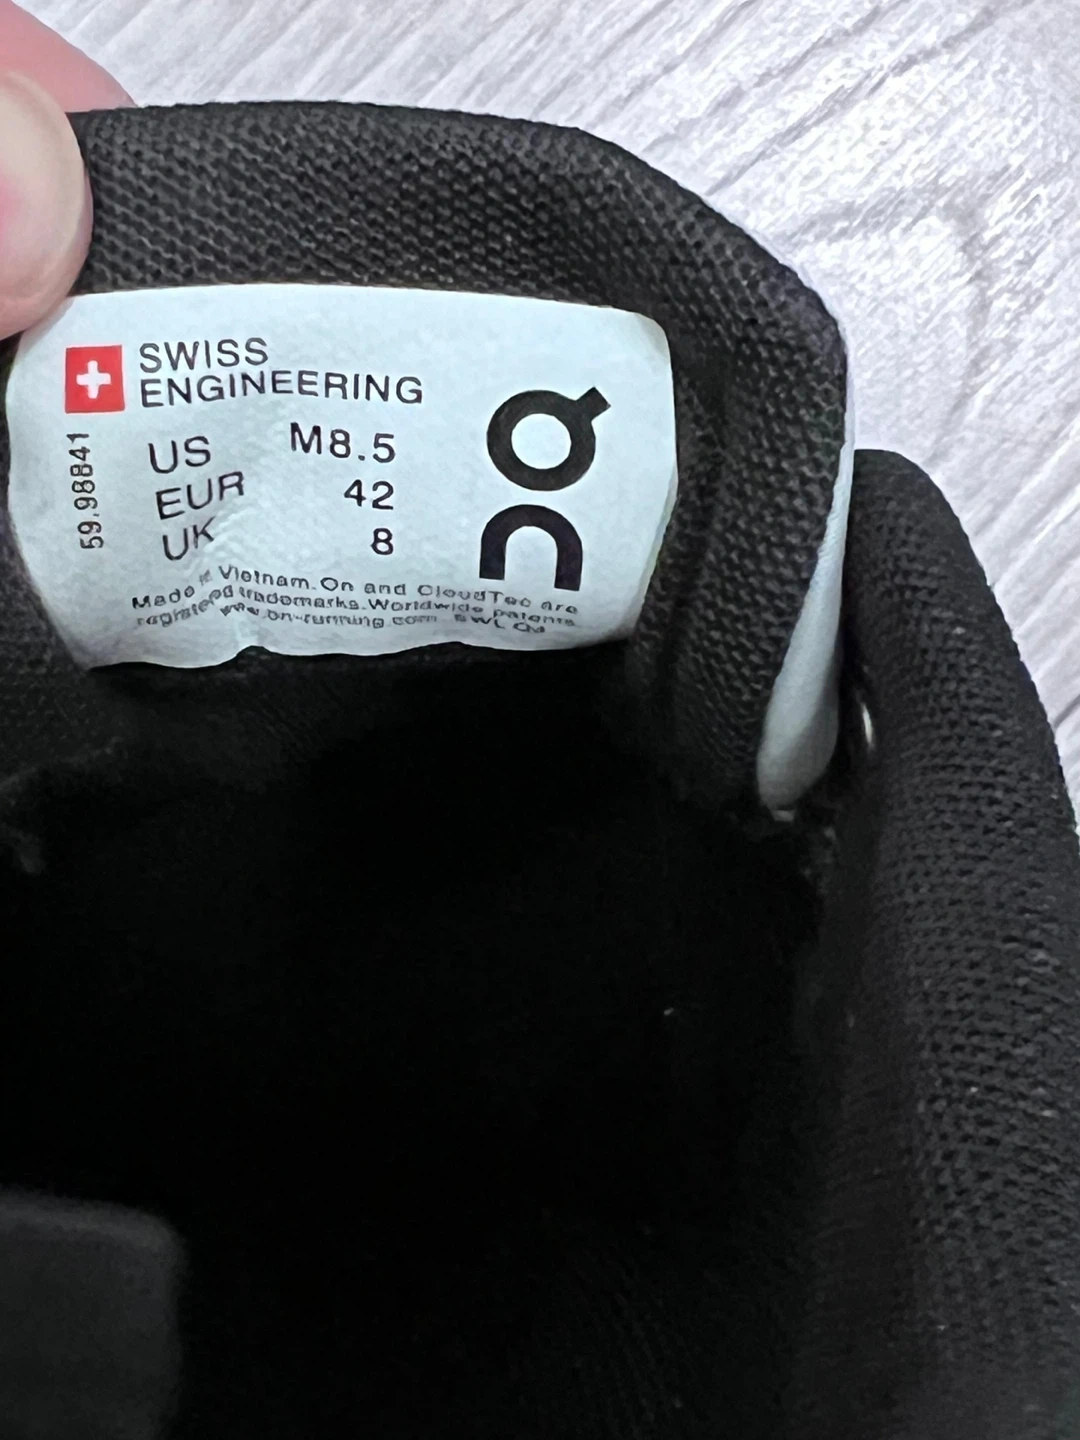 SWISS
ENGINEERING
59.98841
US M8.5
EUR 42
UK 8
On
Made in Vietnam. On and CloudTec are
registered trademarks. Worldwide patents.
www.on-running.com